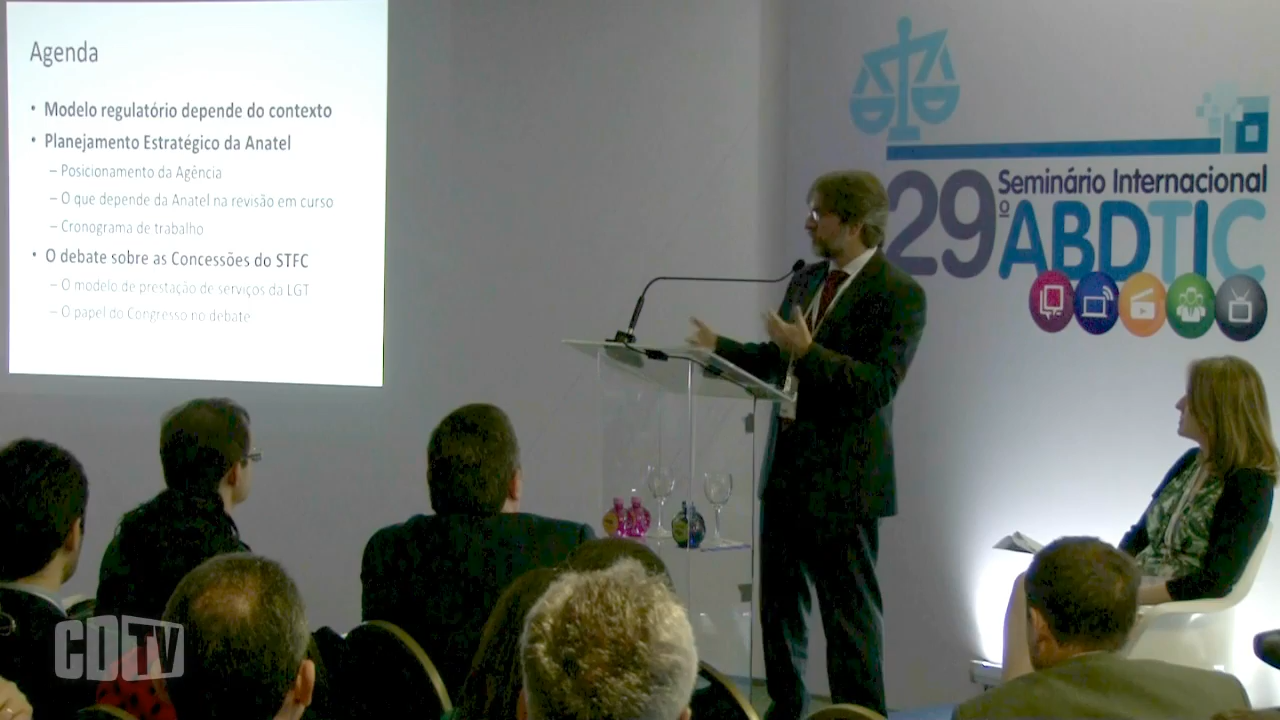 Agenda
• Modelo regulatório depende do contexto
• Planejamento Estratégico da Anatel
– Posicionamento da Agência
– O que depende da Anatel na revisão em curso
– Cronograma de trabalho
• O debate sobre as Concessões do STFC
– O modelo de prestação de serviços da LGT
– O papel do Congresso no debate
29º Seminário Internacional
ABDTIC
CDTV